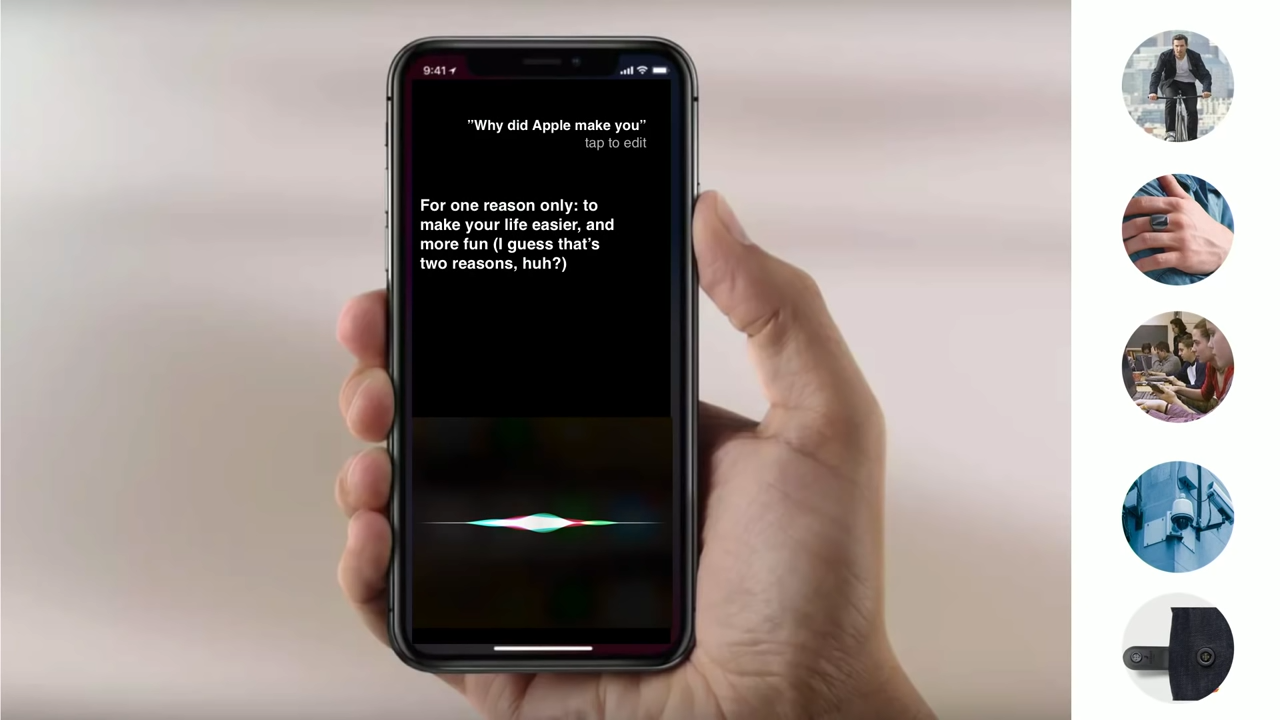 9:41
”Why did Apple make you”
tap to edit
For one reason only: to
make your life easier, and
more fun (I guess that’s
two reasons, huh?)